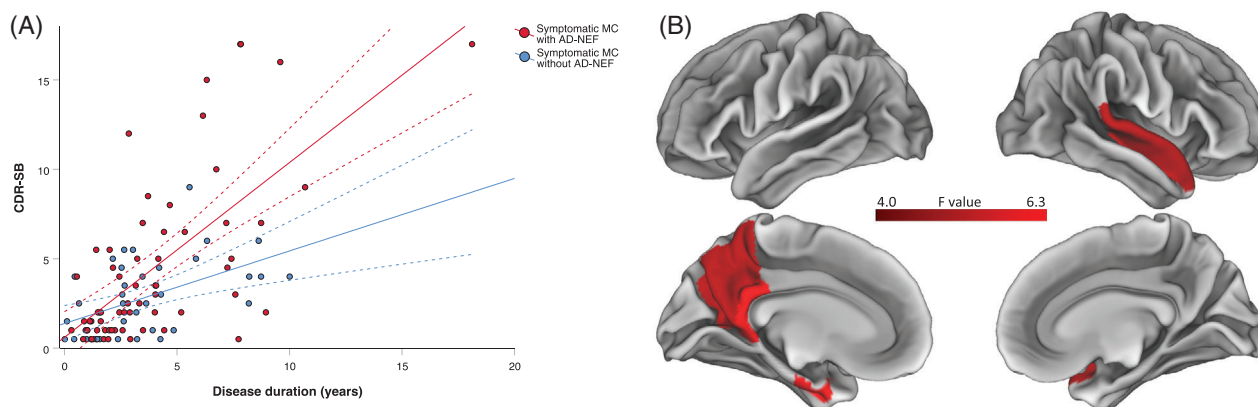 (A)
Symptomatic MC
with AD-NEF
Symptomatic MC
without AD-NEF
15
10
5
0
CDR-SB
0 5 10 15 20
Disease duration (years)
(B)
4.0 F value 6.3